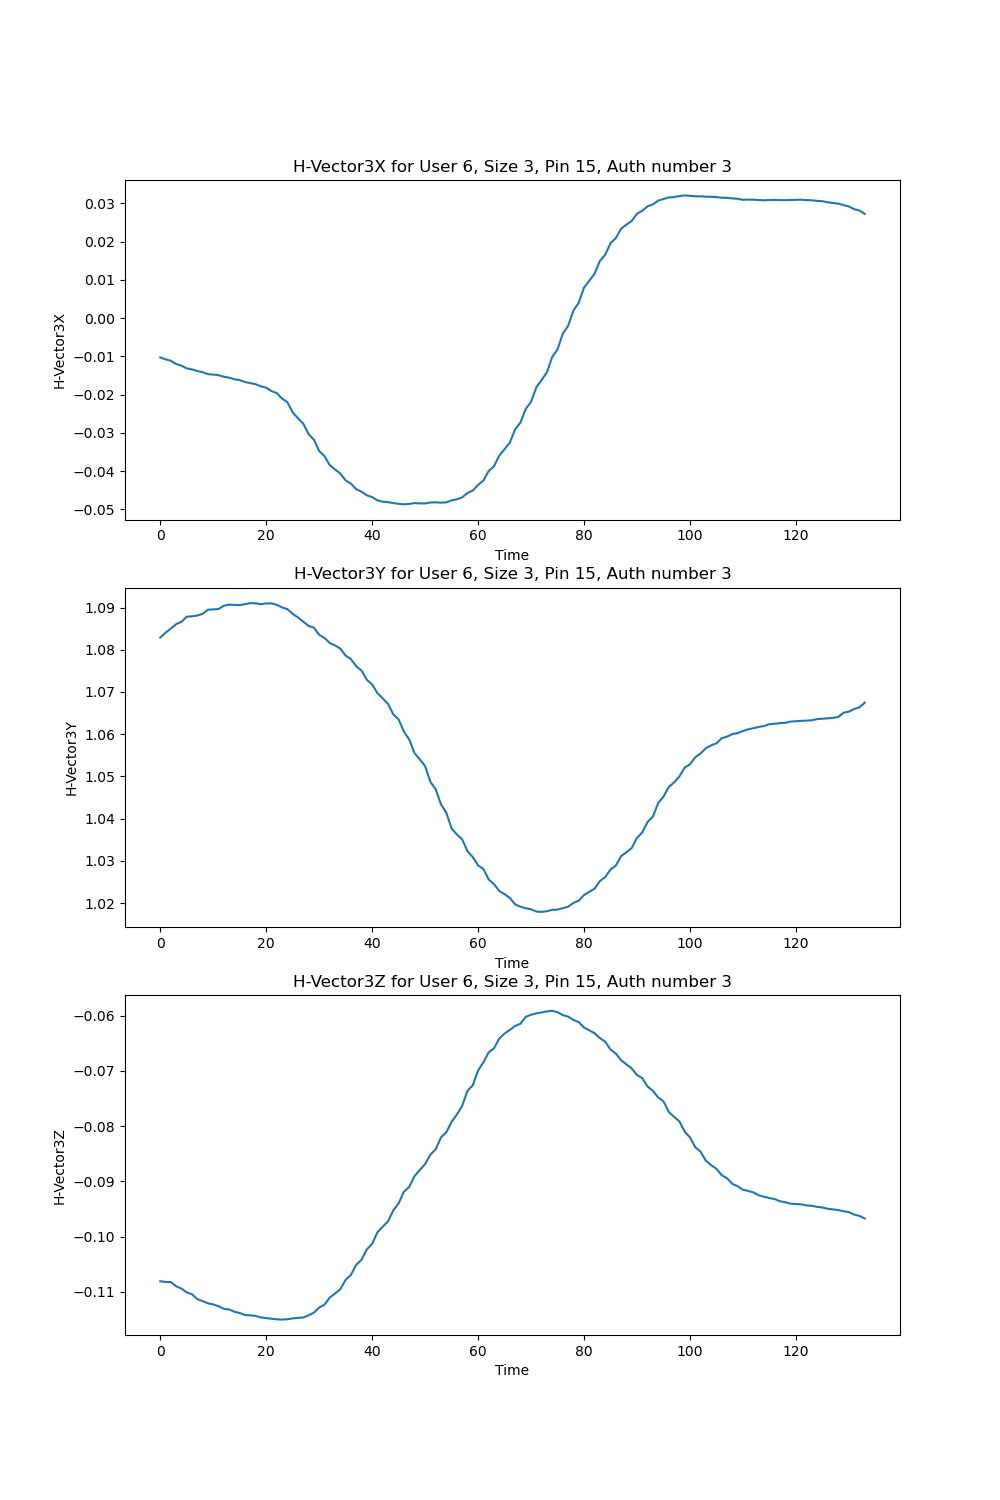 H-Vector3X for User 6, Size 3, Pin 15, Auth number 3
0.03
0.02
0.01
0.00
−0.01
−0.02
−0.03
−0.04
−0.05
H-Vector3X
0 20 40 60 80 100 120
Time
H-Vector3Y for User 6, Size 3, Pin 15, Auth number 3
1.09
1.08
1.07
1.06
1.05
1.04
1.03
1.02
H-Vector3Y
0 20 40 60 80 100 120
Time
H-Vector3Z for User 6, Size 3, Pin 15, Auth number 3
−0.06
−0.07
−0.08
−0.09
−0.10
−0.11
H-Vector3Z
0 20 40 60 80 100 120
Time